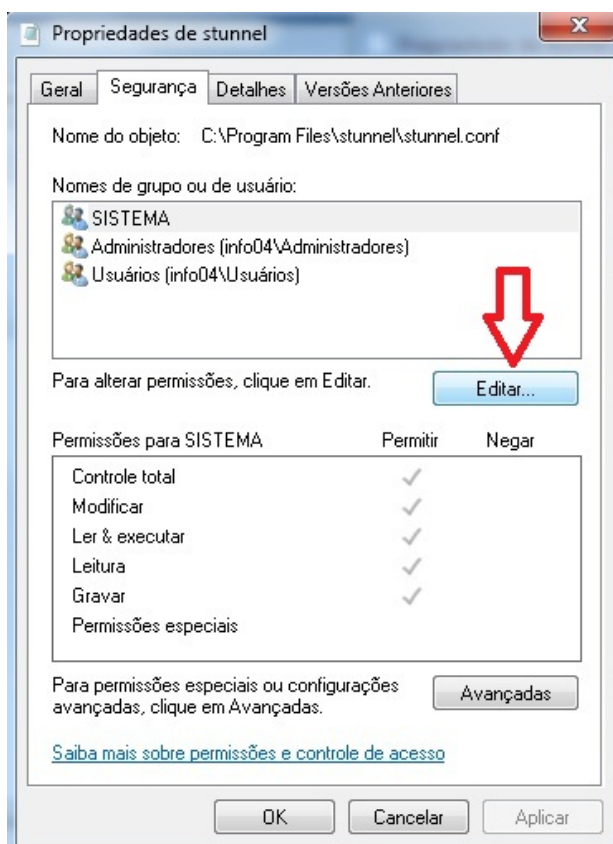 Propriedades de stunnel
Geral Segurança Detalhes Versões Anteriores
Nome do objeto: C:\Program Files\stunnel\stunnel.conf
Nomes de grupo ou de usuário:
SISTEMA
Administradores (info04\Administradores)
Usuários (info04\Usuários)
Para alterar permissões, clique em Editar.
Editar...
Permissões para SISTEMA Permitir Negar
Controle total
Modificar
Ler & executar
Leitura
Gravar
Permissões especiais
Para permissões especiais ou configurações
avançadas, clique em Avançadas.
Avançadas
Saiba mais sobre permissões e controle de acesso
OK Cancelar Aplicar